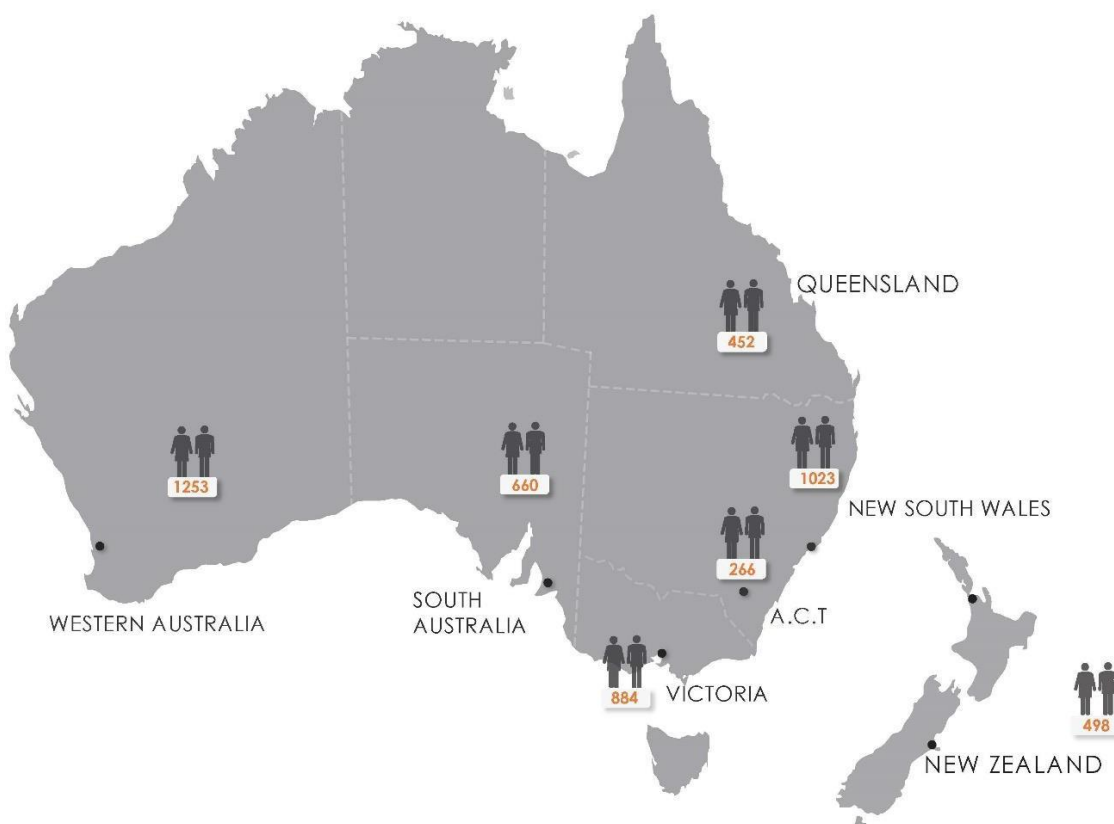 QUEENSLAND
452
1253
660
1023
NEW SOUTH WALES
266
WESTERN AUSTRALIA
SOUTH
AUSTRALIA
A.C.T
884
VICTORIA
498
NEW ZEALAND